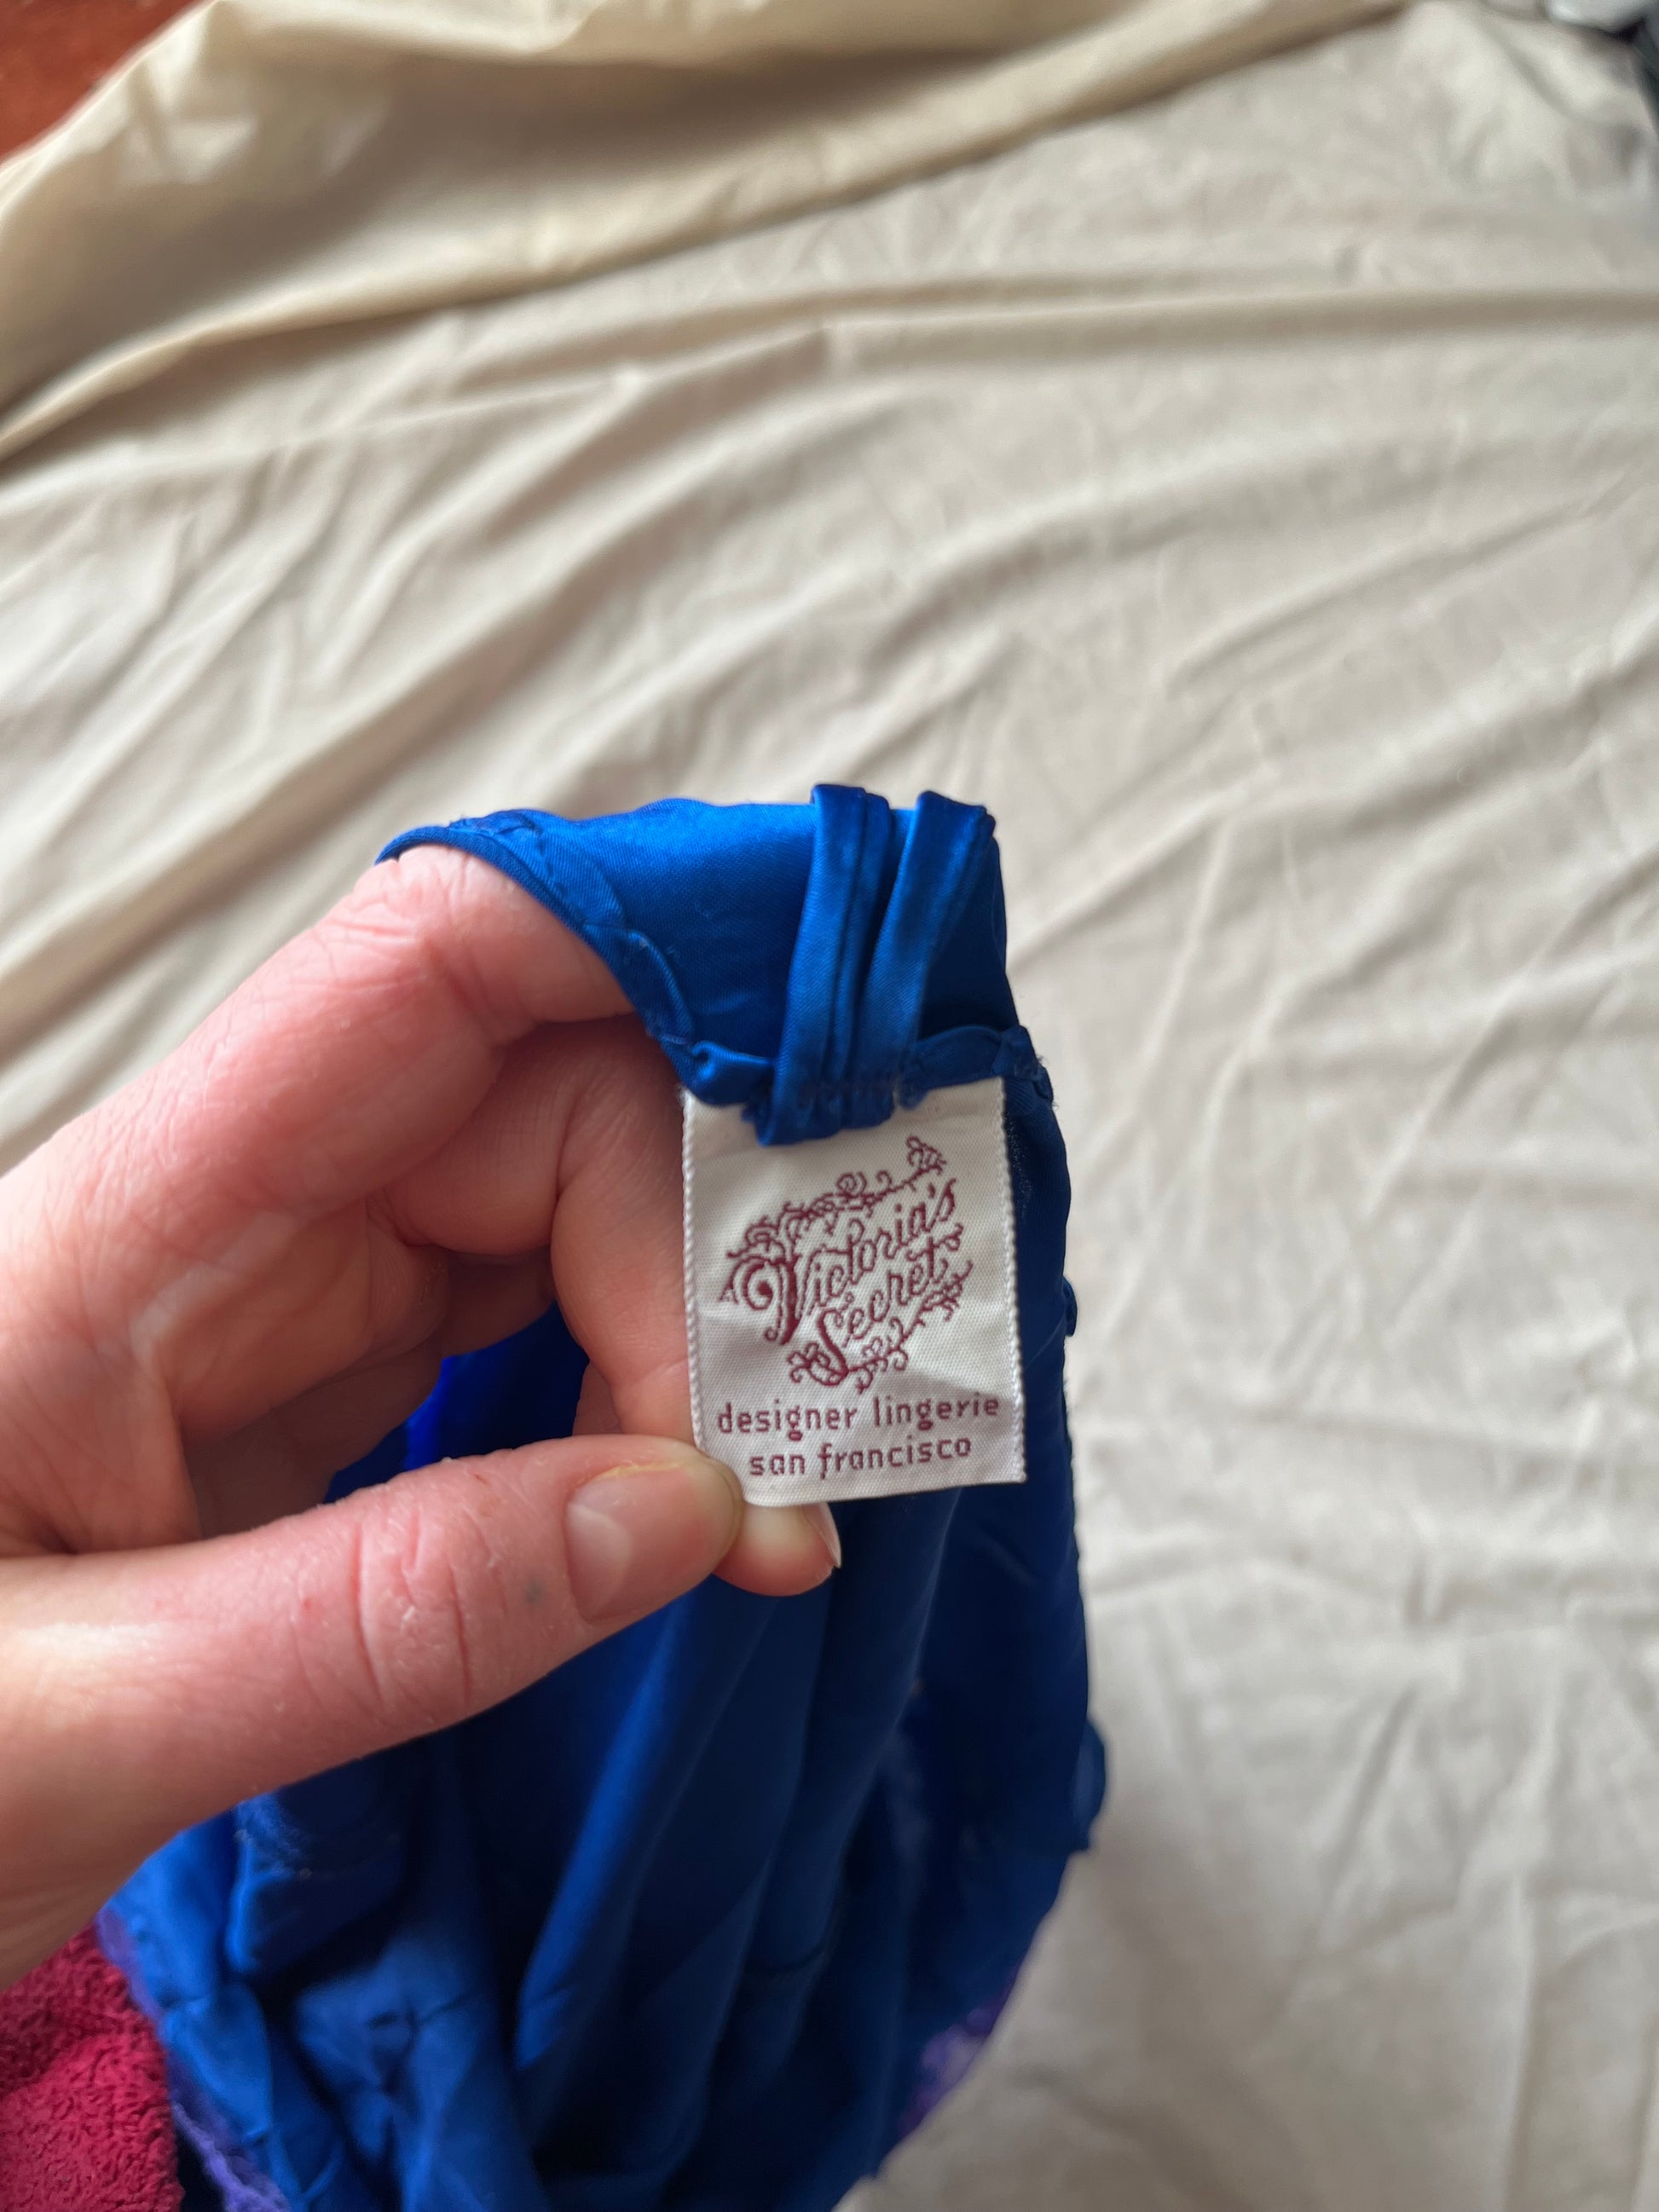 Victoria's
Secret
designer lingerie
san francisco